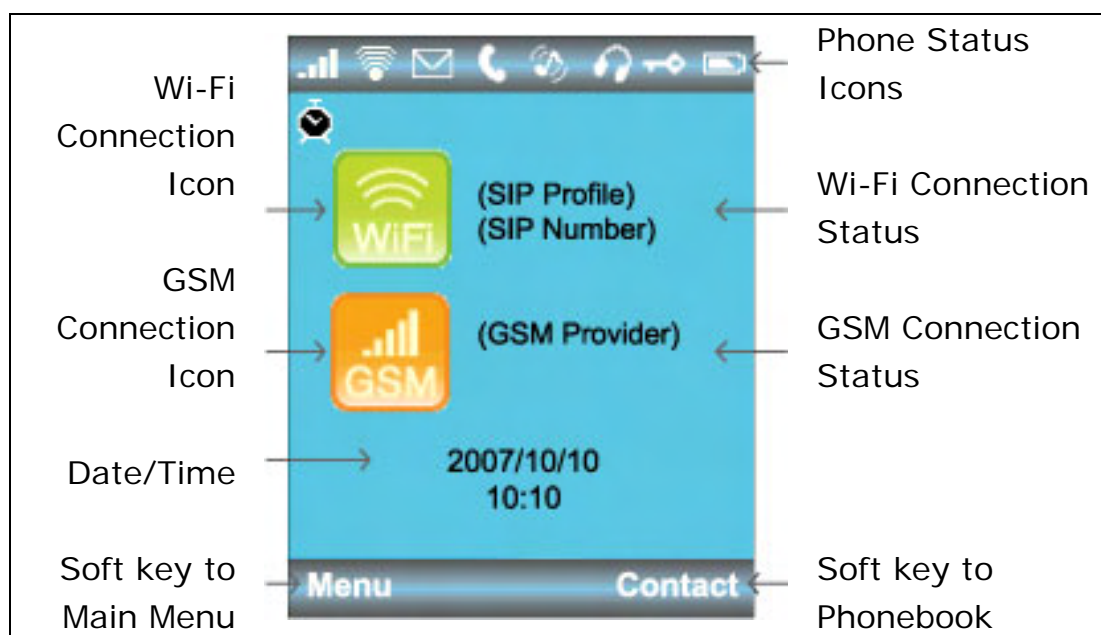 Phone Status
Icons
Wi-Fi
Connection
Icon
(SIP Profile)
(SIP Number)
WiFi
Wi-Fi Connection
Status
GSM
Connection
Icon
(GSM Provider)
GSM
GSM Connection
Status
Date/Time
2007/10/10
10:10
Soft key to
Main Menu
Menu
Contact
Soft key to
Phonebook